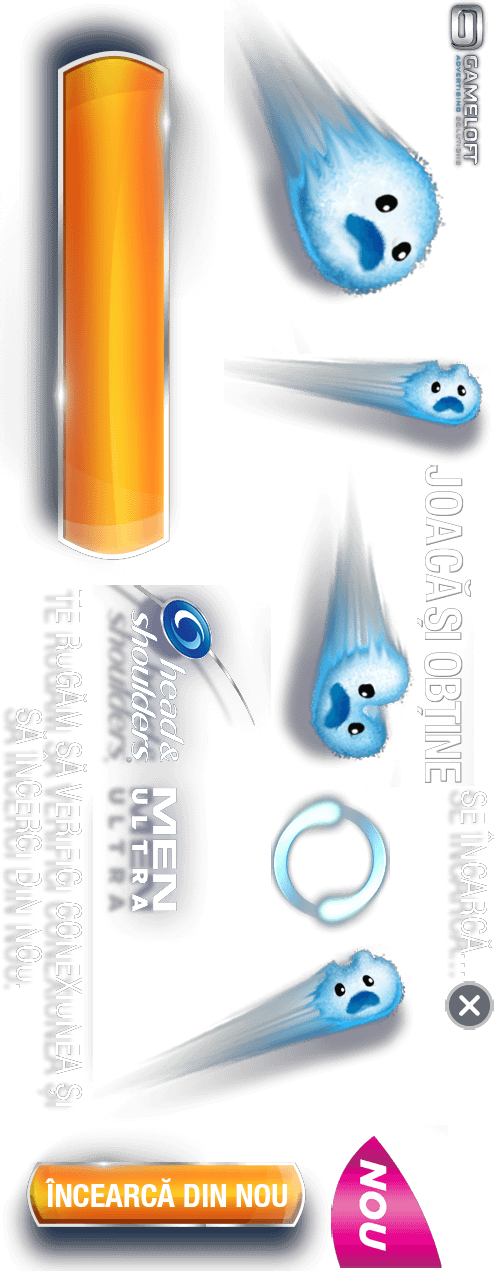 GAMELOFT
ADVERTISING SOLUTIONS
JOACĂ ȘI OBȚINE
SE ÎNCARCĂ...
head&
shoulders
MEN
ULTRA
TE RUGĂM SĂ VERIFICI CONEXIUNEA ȘI
SĂ INCERCI DIN NOU.
ÎNCEARCĂ DIN NOU
NOU